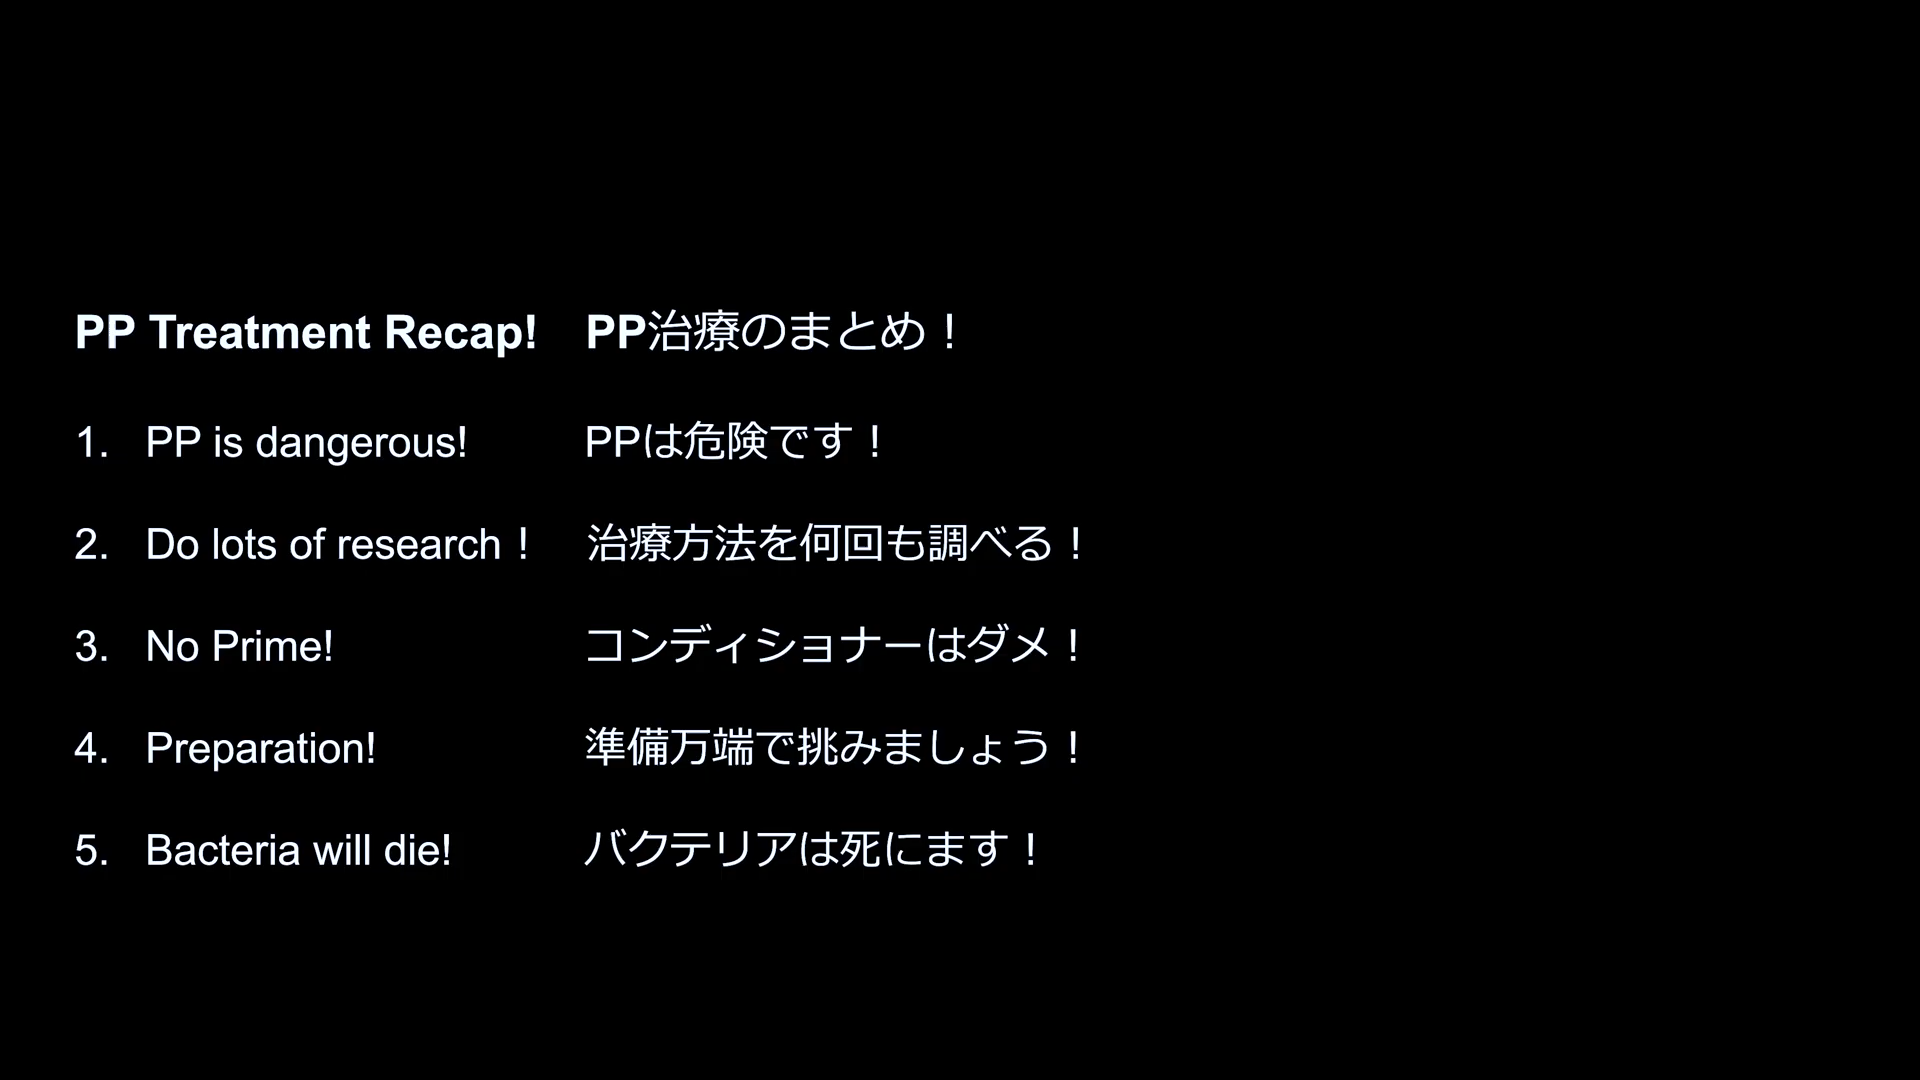 PP Treatment Recap! PP治療のまとめ！
1. PP is dangerous! PPは危険です！
2. Do lots of research！ 治療方法を何回も調べる！
3. No Prime! コンディショナーはダメ！
4. Preparation! 準備万端で挑みましょう！
5. Bacteria will die! バクテリアは死にます！